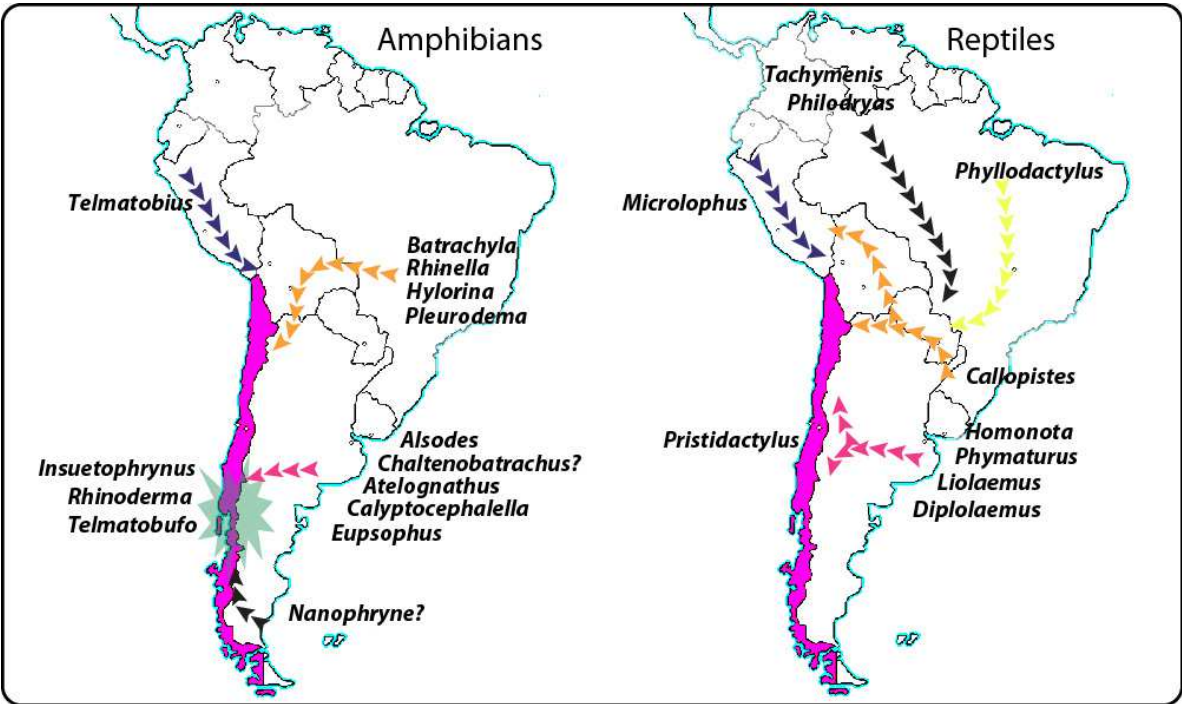 Amphibians
Telmatobius
Batrachyla
Rhinella
Hylorina
Pleurodema
Insuetophrynus
Rhinoderma
Telmatobufo
Alsodes
Chaltenobatrachus?
Atelognathus
Calyptocephalella
Eupsophus
Nanophryne?
Reptiles
Tachymenis
Philodryas
Phyllodactylus
Microlophus
Callopistes
Pristidactylus
Homonota
Phymaturus
Liolaemus
Diplolaemus